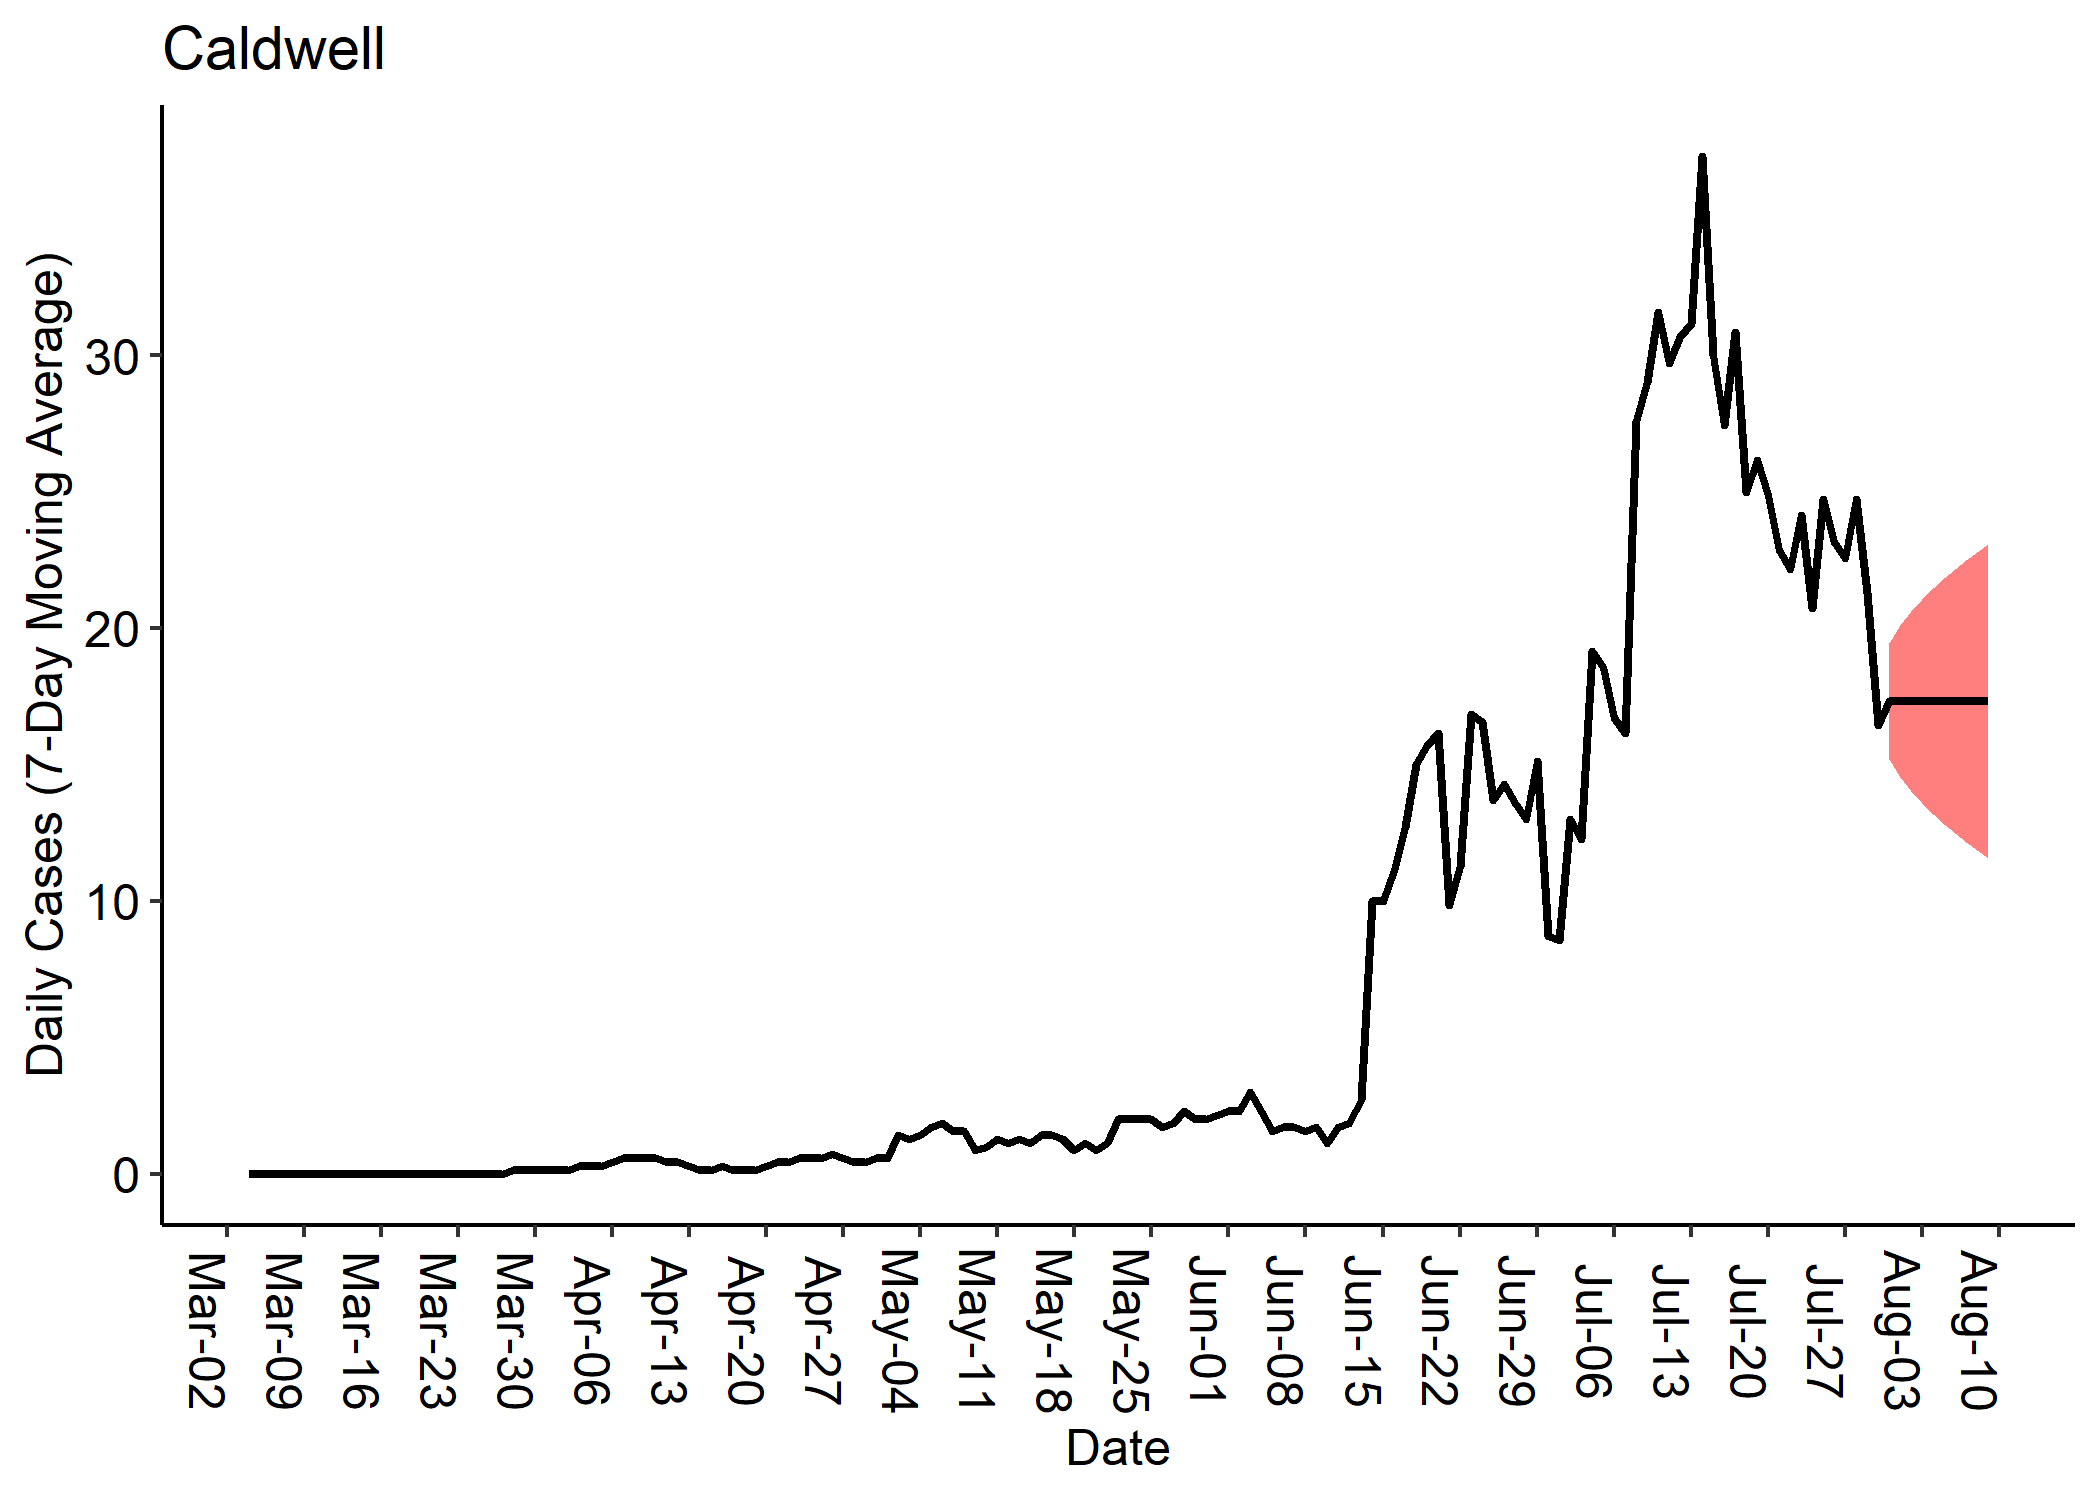 Caldwell
Daily Cases (7-Day Moving Average)
30
20
10
0
Mar-02
Mar-09
Mar-16
Mar-23
Mar-30
Apr-06
Apr-13
Apr-20
Apr-27
May-04
May-11
May-18
May-25
Jun-01
Jun-08
Jun-15
Jun-22
Jun-29
Jul-06
Jul-13
Jul-20
Jul-27
Aug-03
Aug-10
Date